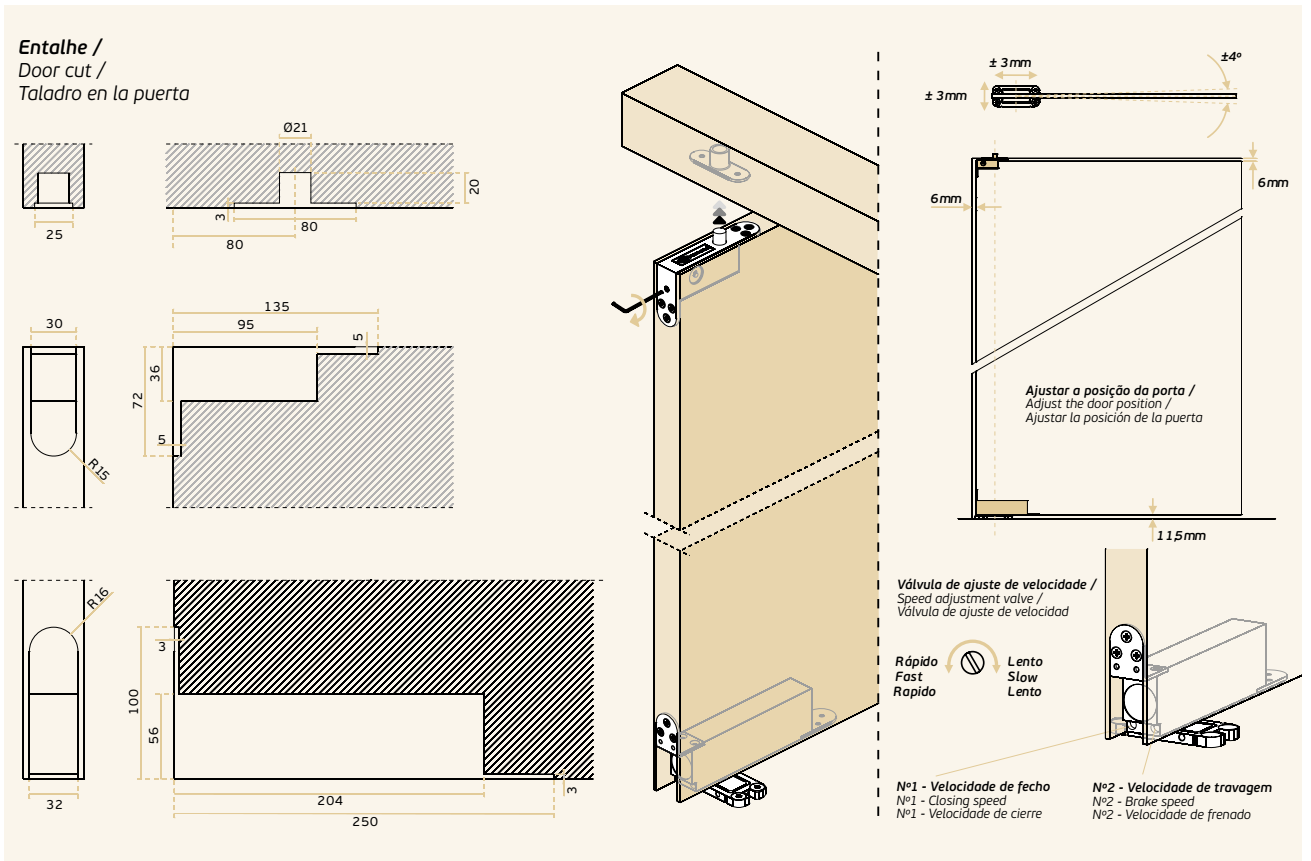 Entalhe /
Door cut /
Taladro en la puerta
Ø21
20
3
80
80
25
135
95
5
30
36
72
5
R15
R16
3
100
56
3
204
250
32
± 3mm
±4º
± 3mm
6mm
6mm
Ajustar a posição da porta /
Adjust the door position /
Ajustar la posición de la puerta
11,5mm
Válvula de ajuste de velocidade /
Speed adjustment valve /
Válvula de ajuste de velocidad
Rápido
Fast
Rapido
Lento
Slow
Lento
Nº1 - Velocidade de fecho
Nº1 - Closing speed
Nº1 - Velocidade de cierre
Nº2 - Velocidade de travagem
Nº2 - Brake speed
Nº2 - Velocidade de frenado